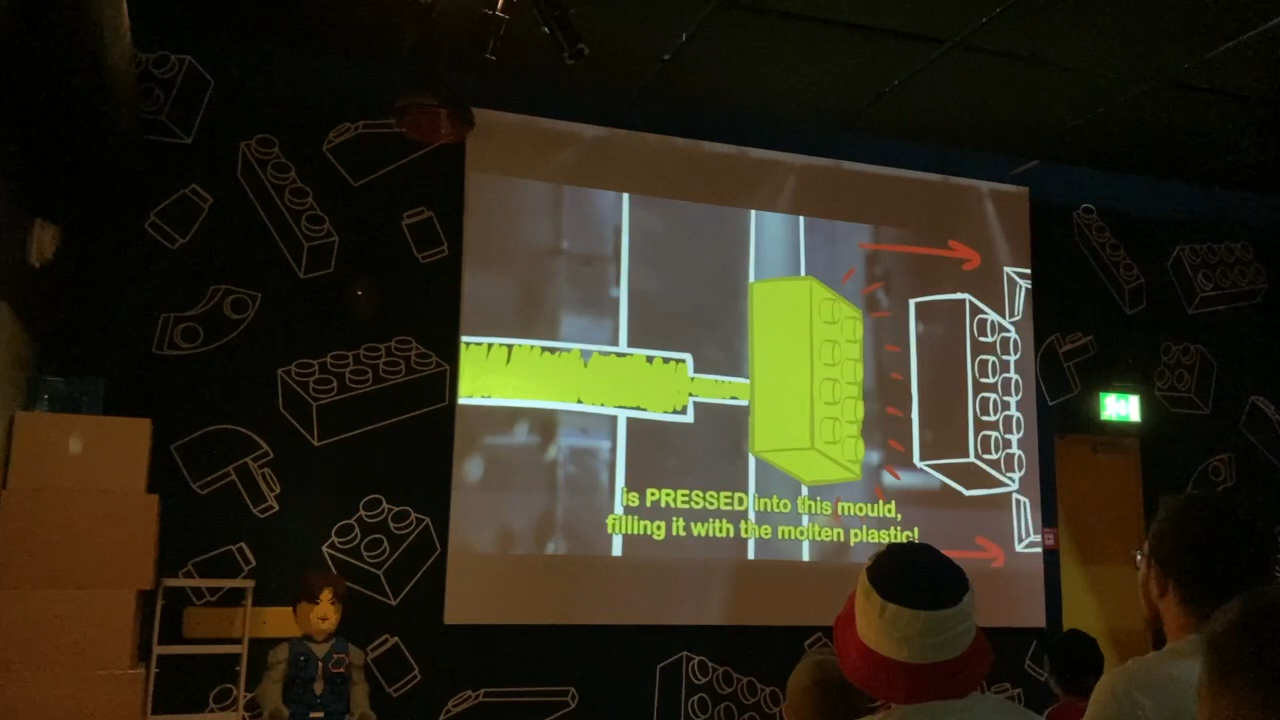 is PRESSED into this mould,
filling it with the molten plastic!